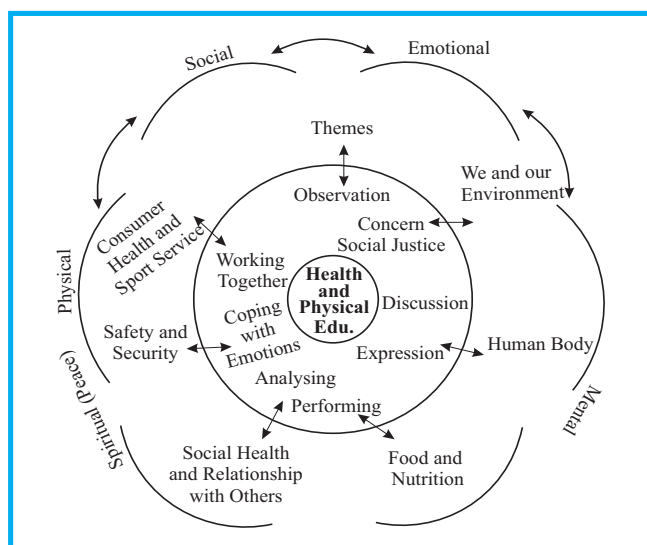 Social
Emotional
Themes
Observation
We and our
Environment
Concern
Social Justice
Consumer
Health and
Sport Service
Working
Together
Health
and
Physical
Edu.
Discussion
Physical
Coping
with
Emotions
Safety and
Security
Expression
Human Body
Analysing
Performing
Spiritual (Peace)
Mental
Social Health
and Relationship
with Others
Food and
Nutrition